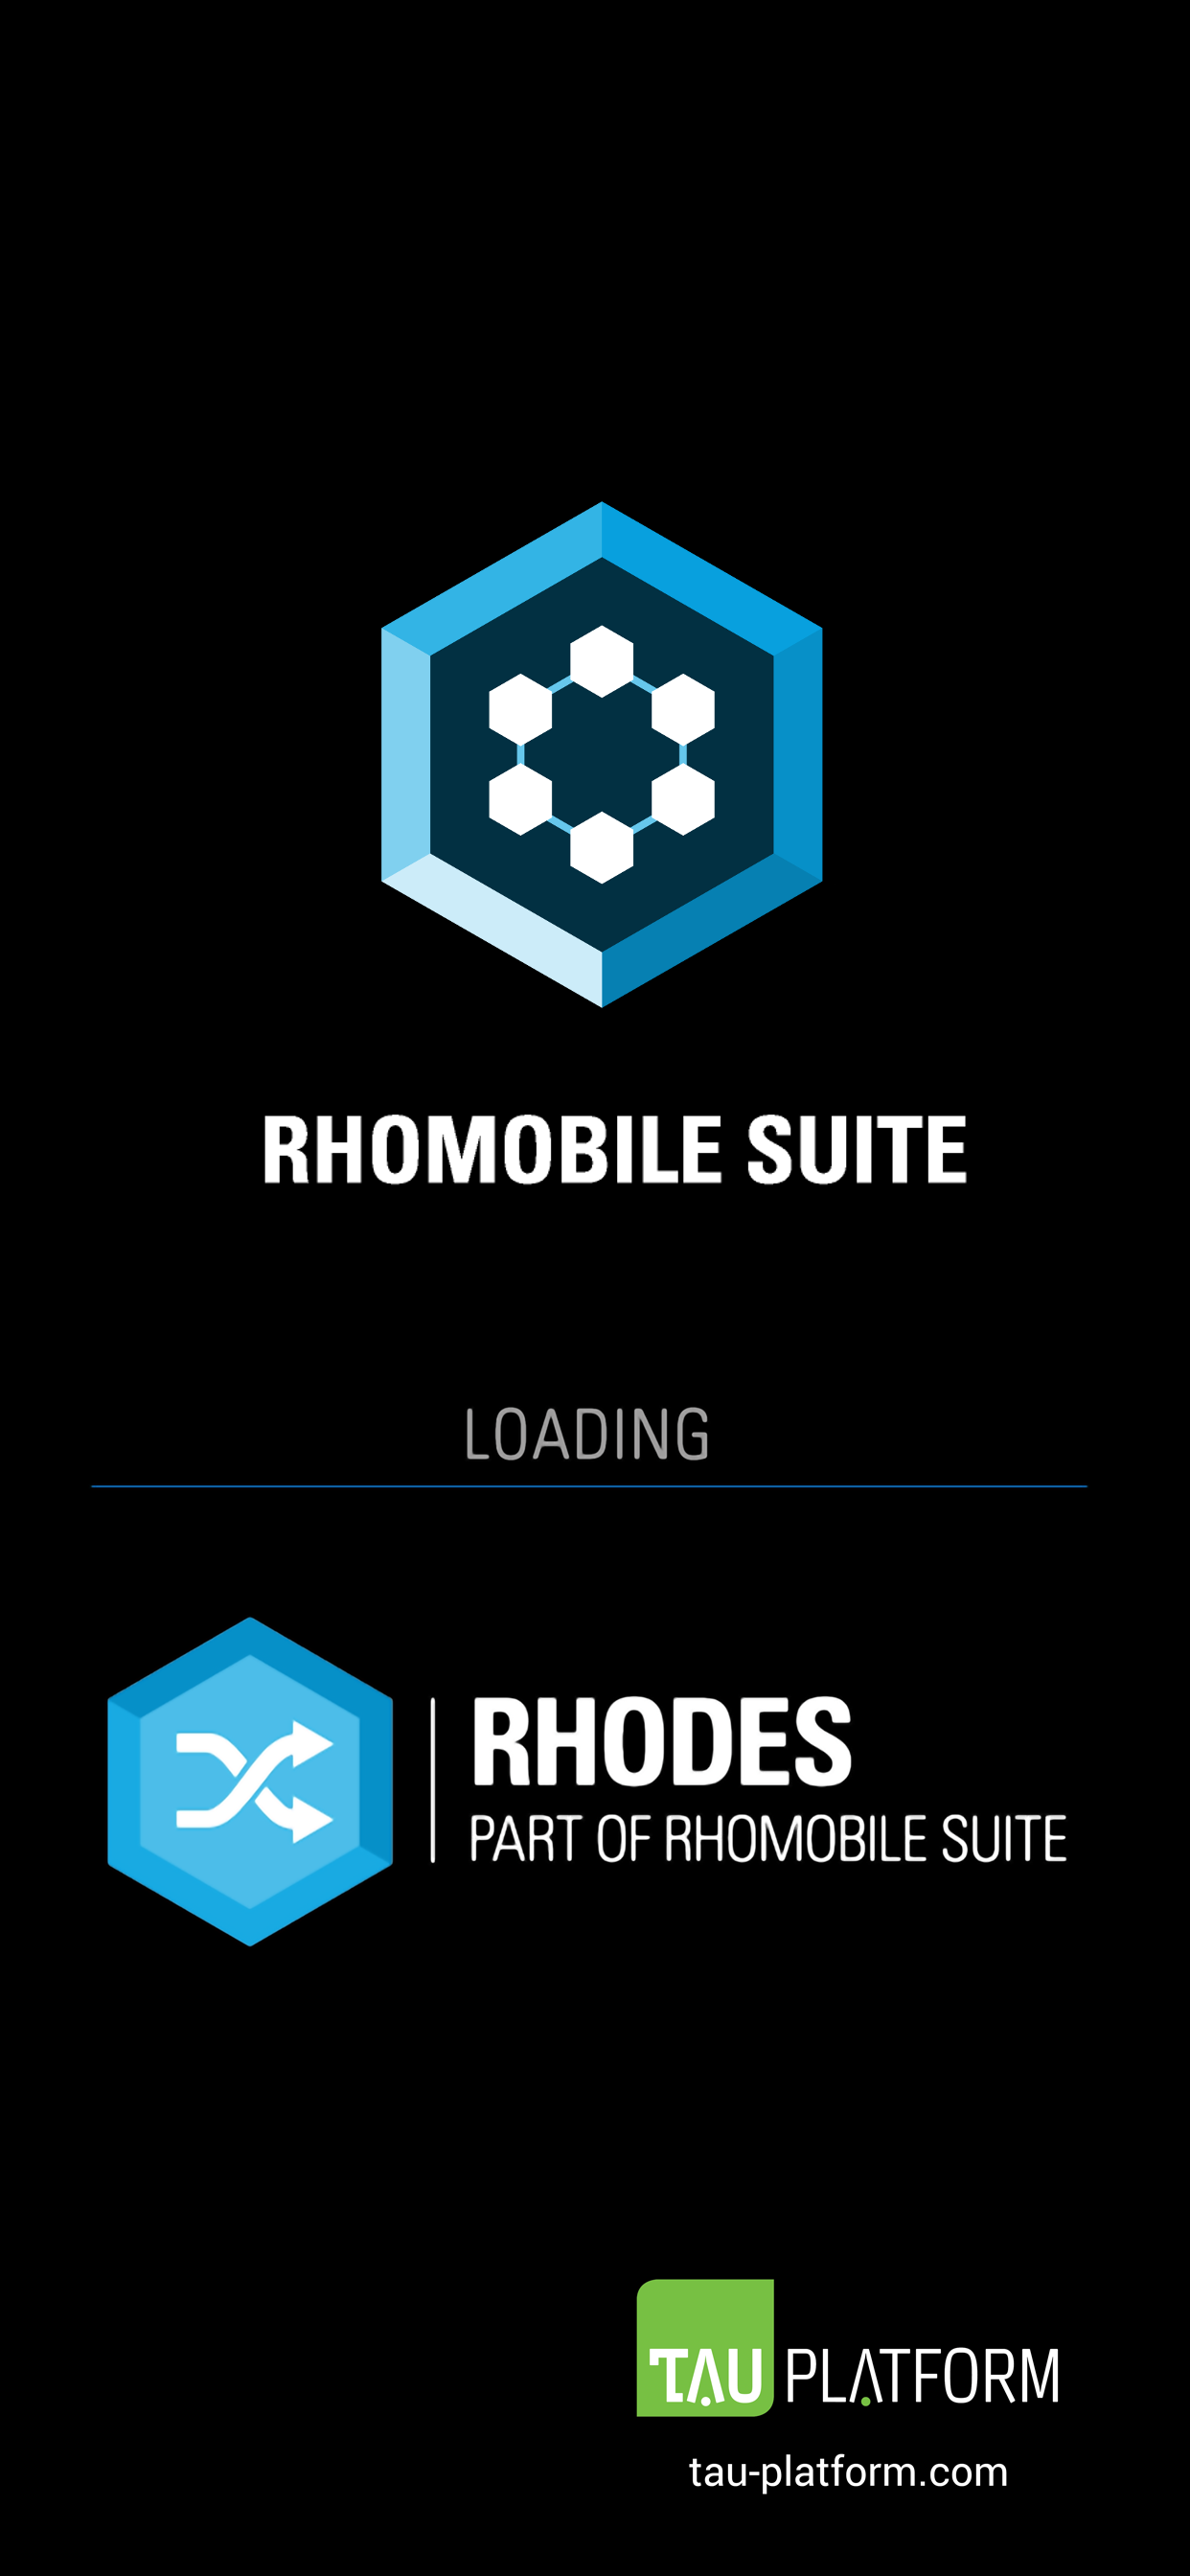 RHOMOBILE SUITE
LOADING
RHODES
PART OF RHOMOBILE SUITE
TAU PLATFORM
tau-platform.com